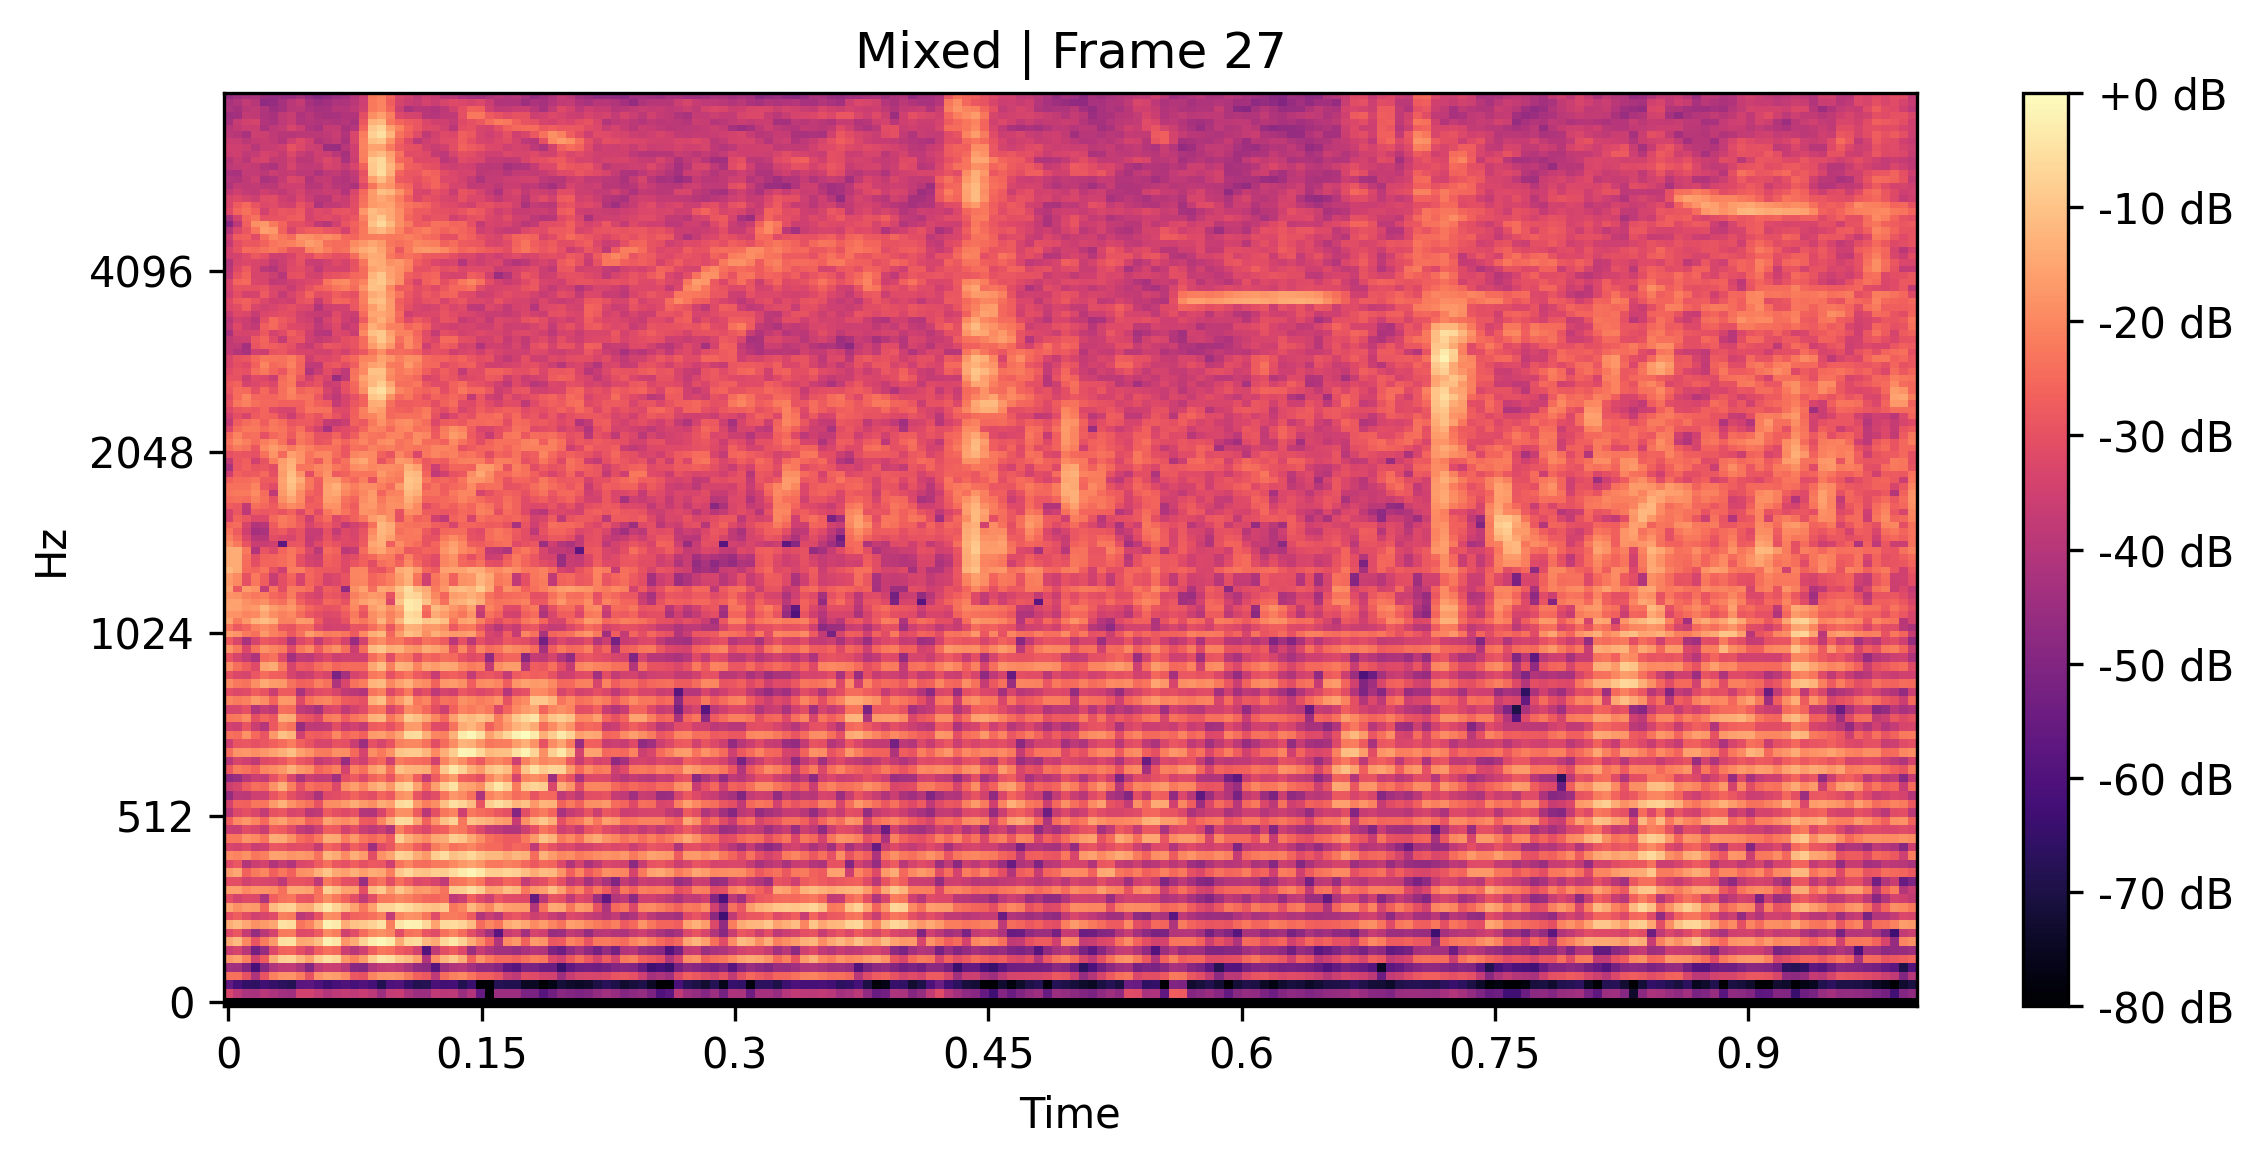 Mixed | Frame 27
Hz
4096
2048
1024
512
0
0 0.15 0.3 0.45 0.6 0.75 0.9
Time
+0 dB
-10 dB
-20 dB
-30 dB
-40 dB
-50 dB
-60 dB
-70 dB
-80 dB